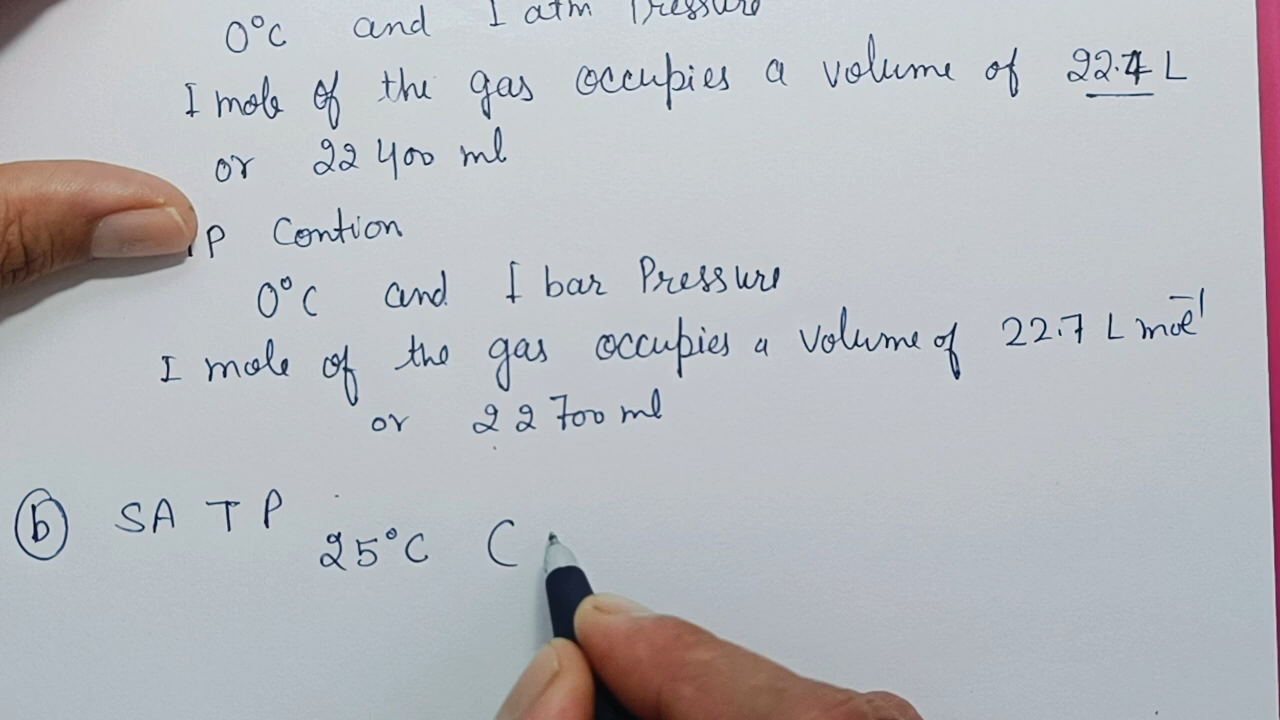 0°C and 1 atm Pressure
1 mole of the gas occupies a volume of 22.4 L
or 22400 ml
P Contion
0°C and 1 bar Pressure
1 mole of the gas occupies a volume of 22.7 L mol⁻¹
or 22700 ml
(b) SATP
25°C (